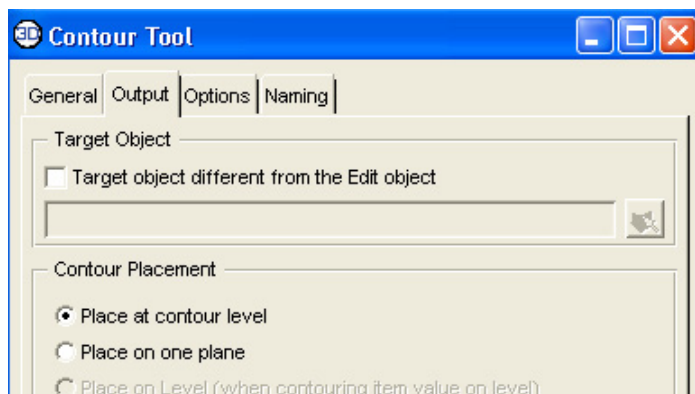 3D Contour Tool
General Output Options Naming
Target Object
Target object different from the Edit object
Contour Placement
Place at contour level
Place on one plane
Place on Level (when contouring item value on level)